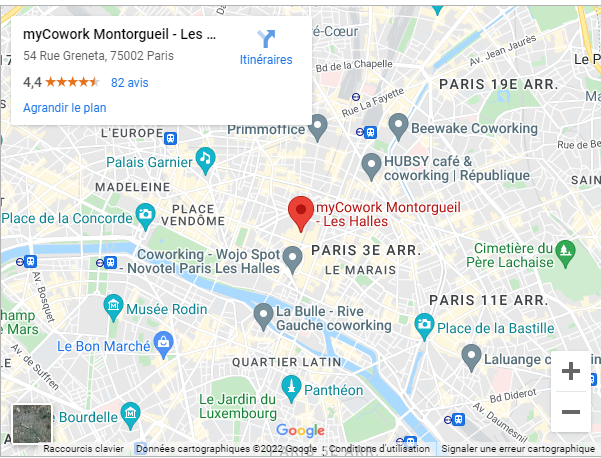 myCowork Montorgueil - Les ...
54 Rue Greneta, 75002 Paris
4,4
82 avis
Agrandir le plan
Itinéraires
Sacré-Cœur
Bd de la Chapelle
Av. Jean Jaurès
PARIS 19E ARR.
Rue La Fayette
L'EUROPE
Primmoffice
Beewake Coworking
Rue de Be
Palais Garnier
HUBSY café &
coworking | République
MADELEINE
PLACE
VENDÔME
Place de la Concorde
myCowork Montorgueil
- Les Halles
Coworking - Wojo Spot
- Novotel Paris Les Halles
PARIS 3E ARR.
LE MARAIS
Cimetière du
Père Lachaise
Av. Bosquet
Champ
de Mars
Musée Rodin
La Bulle - Rive
Gauche coworking
PARIS 11E ARR.
Place de la Bastille
Le Bon Marché
Av. de Suffren
QUARTIER LATIN
Laluange coworking
Panthéon
Le Jardin du
Luxembourg
Bd Diderot
Bourdelle
Av. Daumesnil
Google
Raccourcis clavier
Données cartographiques ©2022 Google
Conditions d'utilisation
Signaler une erreur cartographique